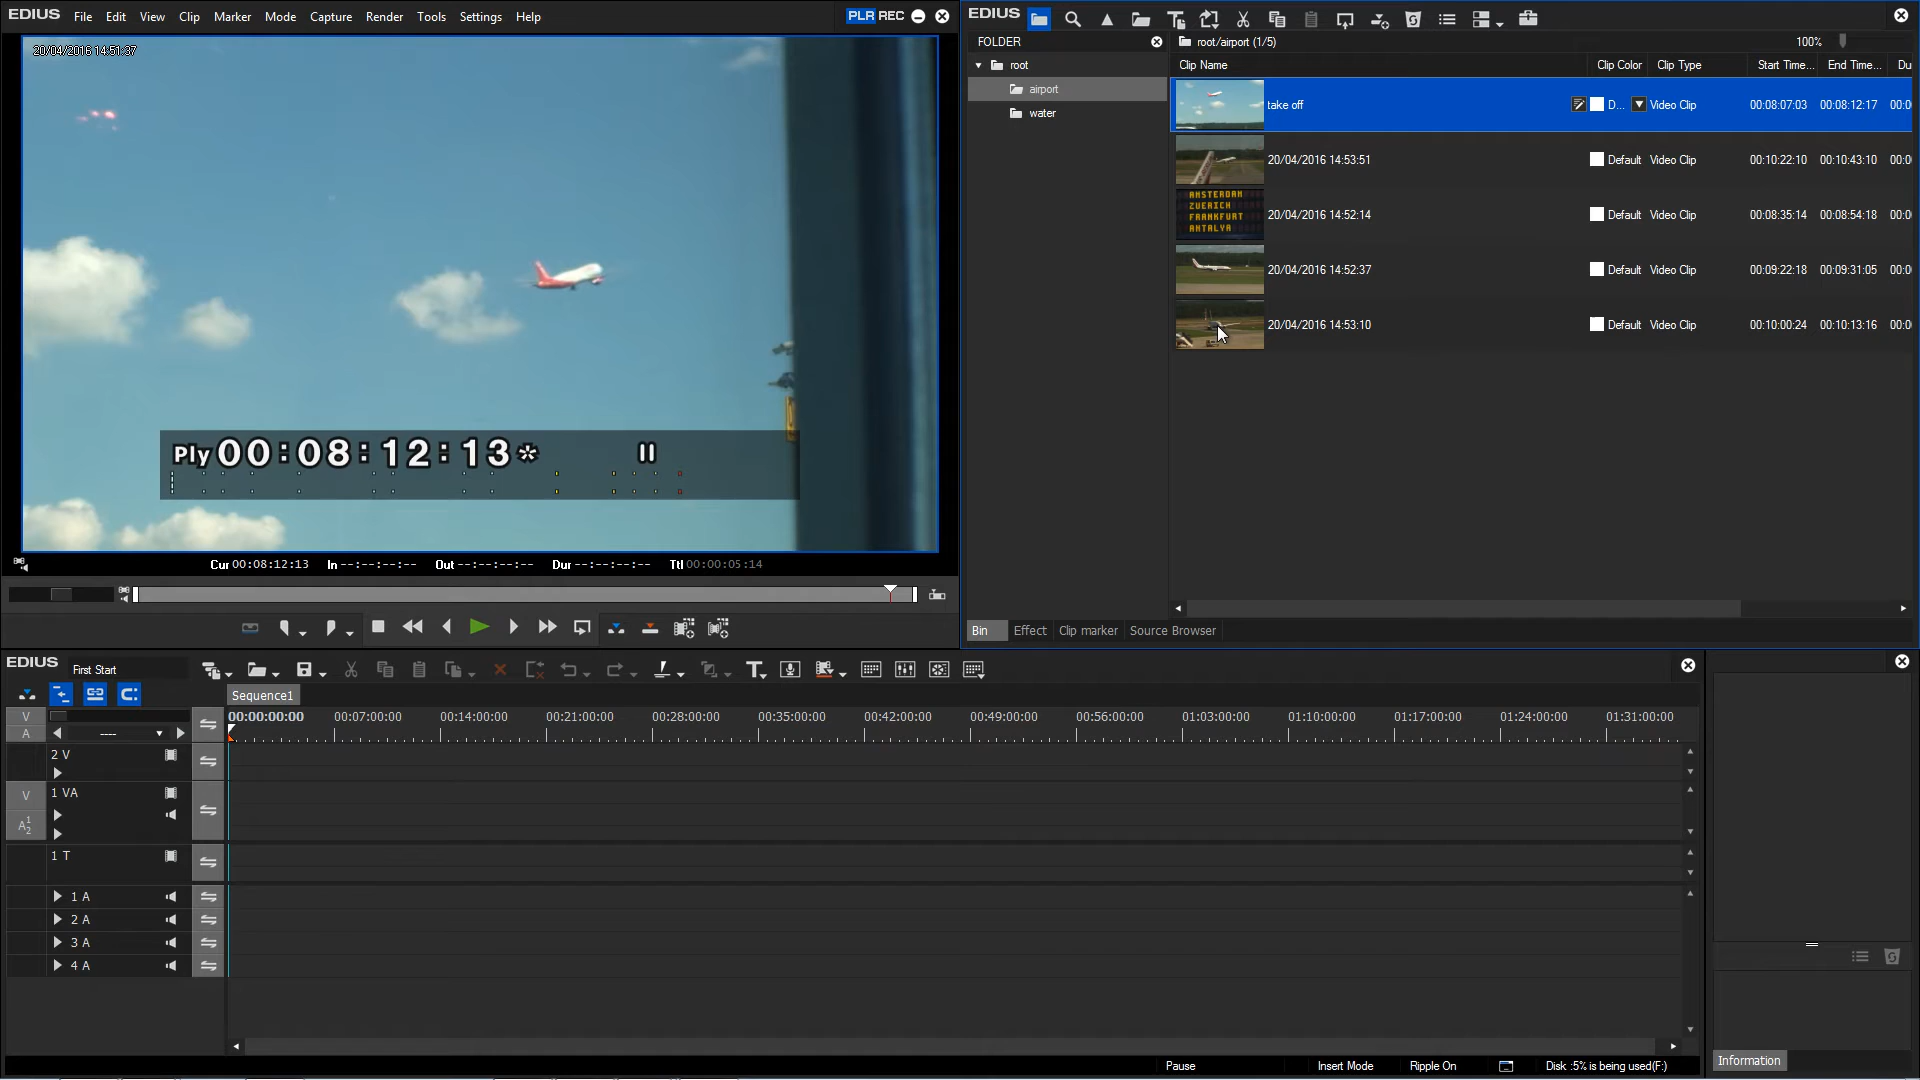 EDIUS File Edit View Clip Marker Mode Capture Render Tools Settings Help PLR REC
20/04/2016 14:51:37
Ply 00:08:12:13*
Cur 00:08:12:13 In --:--:--:-- Out --:--:--:-- Dur --:--:--:-- Ttl 00:00:05:14
EDIUS
FOLDER root/airport (1/5) 100%
root
airport
water
Clip Name Clip Color Clip Type Start Time... End Time... Du
take off D... Video Clip 00:08:07:03 00:08:12:17 00:0
20/04/2016 14:53:51 Default Video Clip 00:10:22:10 00:10:43:10 00:0
AMSTERDAM
ZUERICH
FRANKFURT
ANTALYA
20/04/2016 14:52:14 Default Video Clip 00:08:35:14 00:08:54:18 00:0
20/04/2016 14:52:37 Default Video Clip 00:09:22:18 00:09:31:05 00:0
20/04/2016 14:53:10 Default Video Clip 00:10:00:24 00:10:13:16 00:0
Bin Effect Clip marker Source Browser
EDIUS First Start
Sequence1
V 00:00:00:00 00:07:00:00 00:14:00:00 00:21:00:00 00:28:00:00 00:35:00:00 00:42:00:00 00:49:00:00 00:56:00:00 01:03:00:00 01:10:00:00 01:17:00:00 01:24:00:00 01:31:00:00
A ----
2 V
V 1 VA
A 1 2
1 T
1 A
2 A
3 A
4 A
Pause Insert Mode Ripple On Disk :5% is being used(F:)
Information